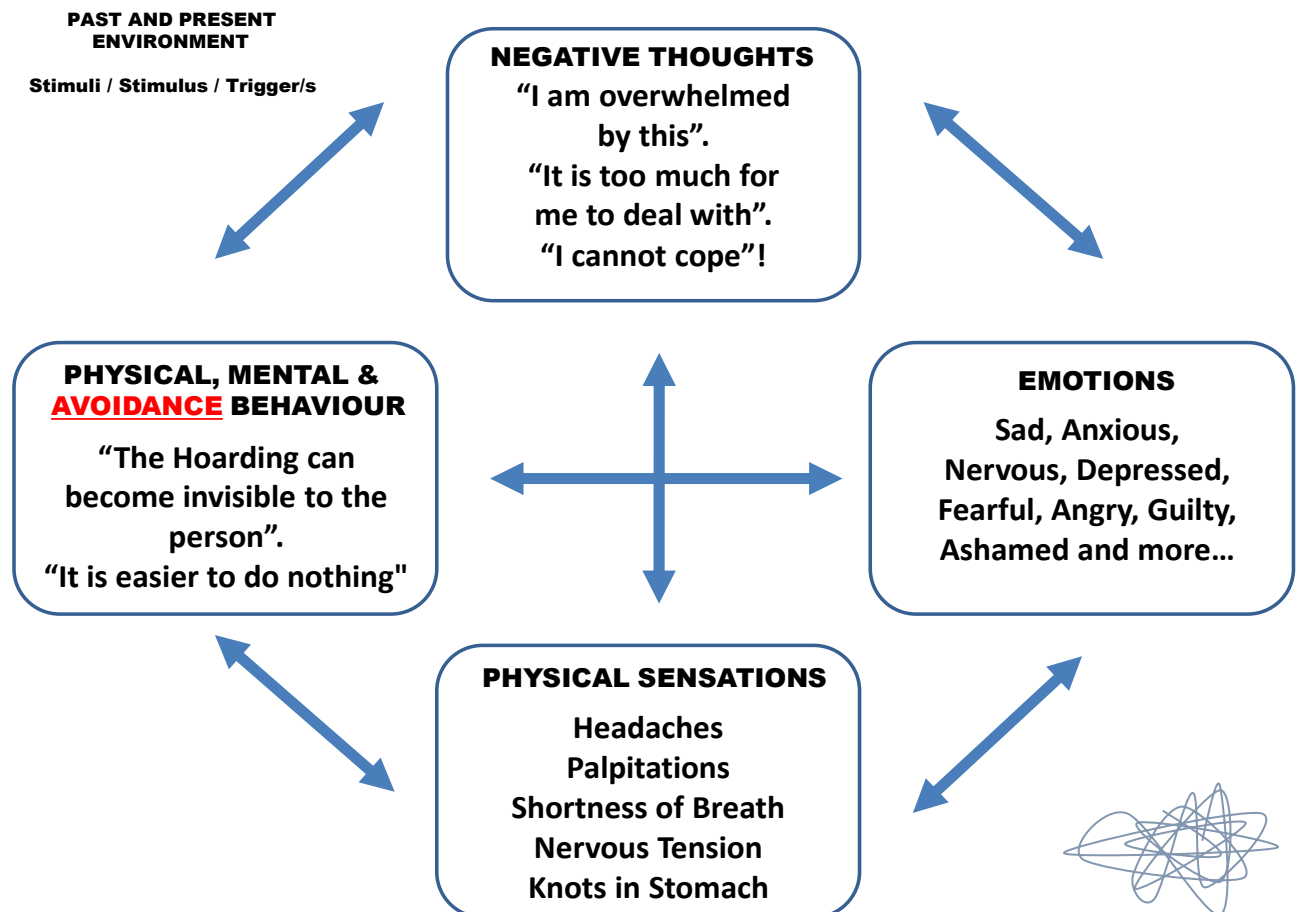 PAST AND PRESENT
ENVIRONMENT
Stimuli / Stimulus / Trigger/s
NEGATIVE THOUGHTS
“I am overwhelmed
by this”.
“It is too much for
me to deal with”.
“I cannot cope”!
PHYSICAL, MENTAL &
AVOIDANCE BEHAVIOUR
“The Hoarding can
become invisible to the
person”.
“It is easier to do nothing"
EMOTIONS
Sad, Anxious,
Nervous, Depressed,
Fearful, Angry, Guilty,
Ashamed and more…
PHYSICAL SENSATIONS
Headaches
Palpitations
Shortness of Breath
Nervous Tension
Knots in Stomach